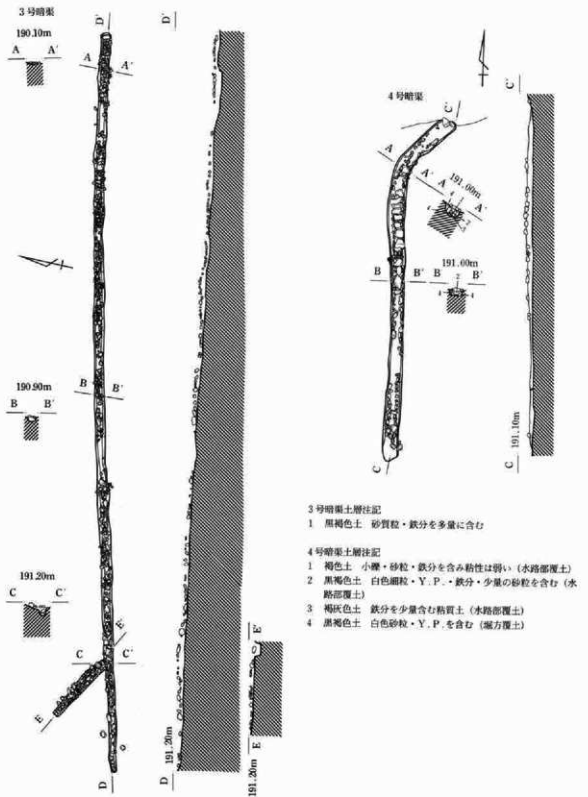 3号暗渠
190.10m
A A′
D′
A A′
D′
B B′
190.90m
B B′
191.20m
C C′
E′
C C′
E
D
191.20m
D
E′
E
191.20m
4号暗渠
C′
A
A′
191.00m
A A′
4
1
2
3
191.00m
B B′ B B′
2
C
C′
191.10m
C
3号暗渠土層注記
1 黒褐色土 砂質粒・鉄分を多量に含む
4号暗渠土層注記
1 褐色土 小礫・砂粒・鉄分を含み粘性は弱い(水路部覆土)
2 黒褐色土 白色細粒・Y.P.・鉄分・少量の砂粒を含む(水
路部覆土)
3 褐灰色土 鉄分を少量含む粘質土(水路部覆土)
4 黒褐色土 白色砂粒・Y.P.を含む(堀方覆土)